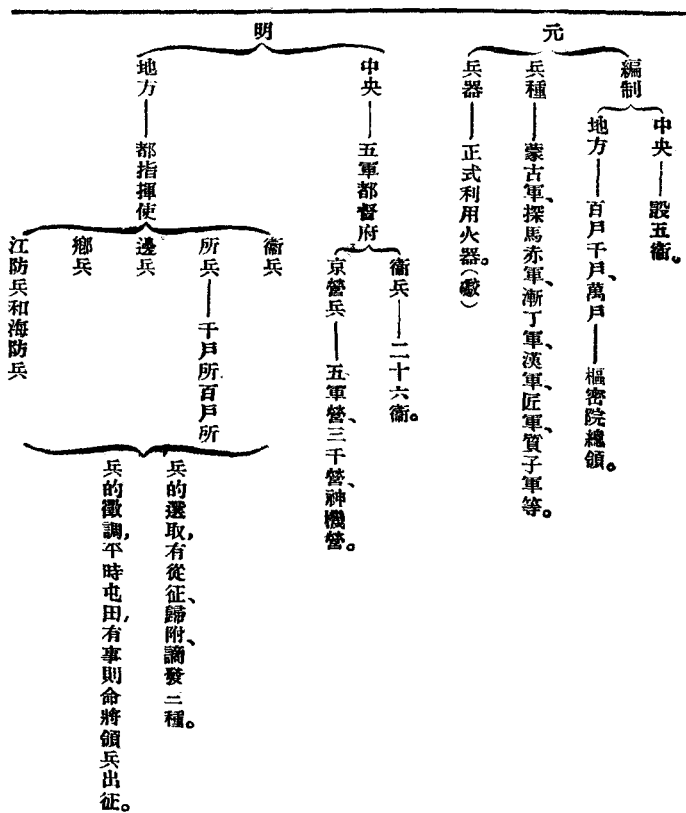 元
編制
中央——設五衛。
地方——百戶千戶、萬戶——樞密院總領。
兵種——蒙古軍、探馬赤軍、漸丁軍、漢軍、匠軍、質子軍等。
兵器——正式利用火器。(礮)
明
中央——五軍都督府
衞兵——二十六衞。
京營兵——五軍營、三千營、神機營。
地方——都指揮使
衞兵
所兵——千戶所百戶所
邊兵
鄉兵
江防兵和海防兵
兵的選取,有從征、歸附、謫發三種。
兵的徵調,平時屯田,有事則命將領兵出征。